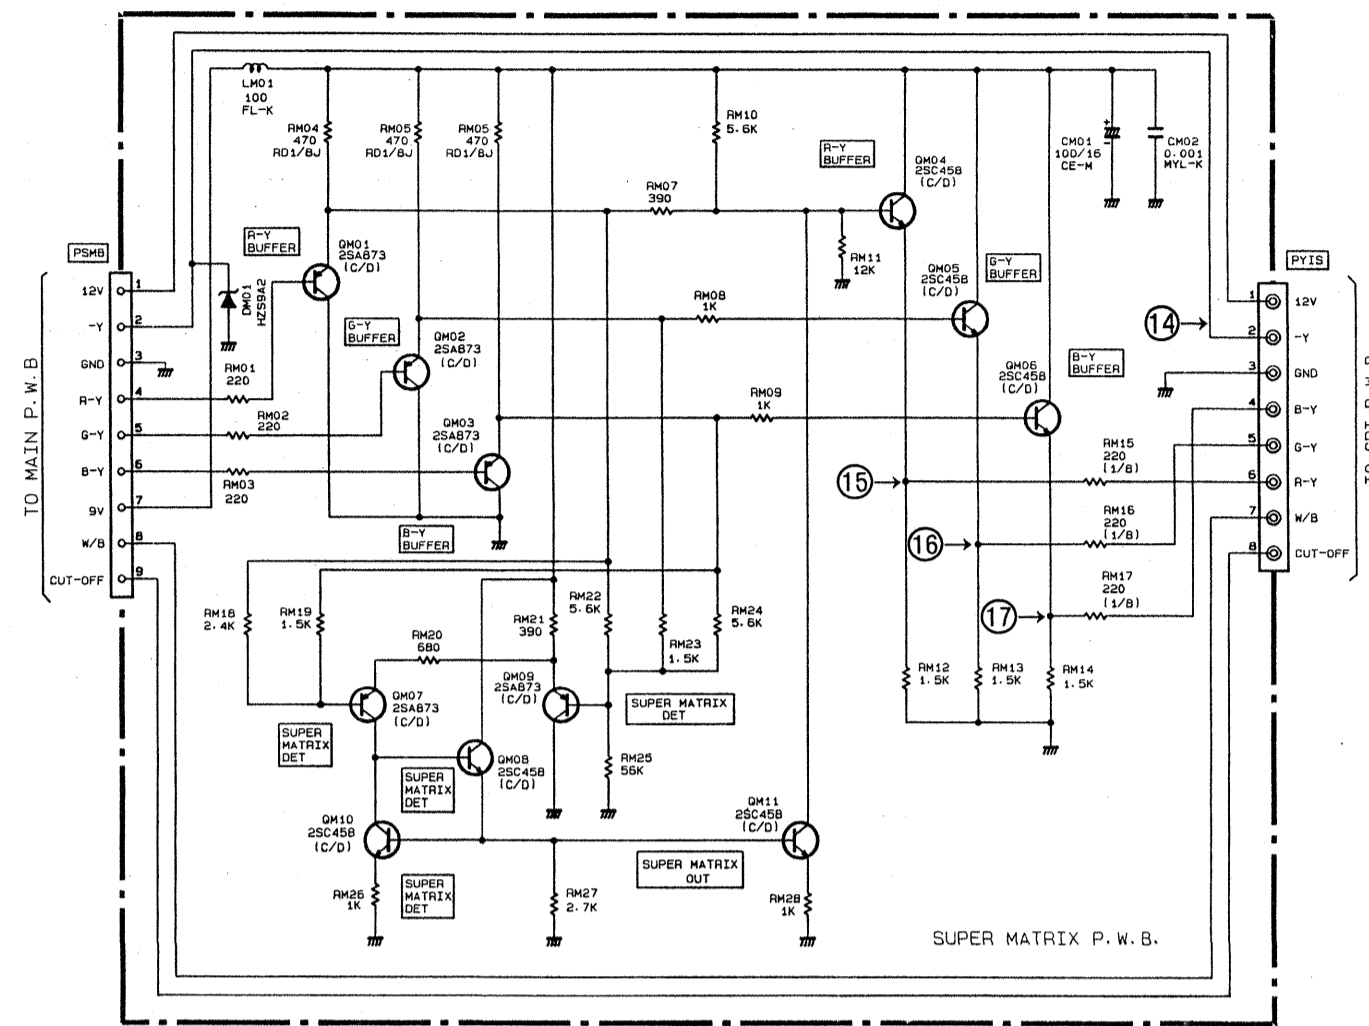 LM01
100
FL-K
RM04
470
RD1/8J
RM05
470
RD1/8J
RM05
470
RD1/8J
RM10
5.6K
R-Y
BUFFER
QM04
2SC458
(C/D)
CM01
100/16
CE-M
+
-
CM02
0.001
MYL-K
RM07
390
R-Y
BUFFER
QM01
2SA873
(C/D)
RM11
12K
PSMB
PYIS
TO MAIN P.W.B
12V 1
-Y 2
GND 3
R-Y 4
G-Y 5
B-Y 6
9V 7
W/B 8
CUT-OFF 9
DM01
HZS9A2
RM01
220
RM02
220
RM03
220
G-Y
BUFFER
QM02
2SA873
(C/D)
QM03
2SA873
(C/D)
B-Y
BUFFER
RM08
1K
QM05
2SC458
(C/D)
G-Y
BUFFER
RM09
1K
QM06
2SC458
(C/D)
B-Y
BUFFER
14
15
16
17
1 12V
2 -Y
3 GND
4 B-Y
5 G-Y
6 R-Y
7 W/B
8 CUT-OFF
RM15
220
(1/8)
RM16
220
(1/8)
RM17
220
(1/8)
RM18
2.4K
RM19
1.5K
RM20
680
RM21
390
RM22
5.6K
RM23
1.5K
RM24
5.6K
RM12
1.5K
RM13
1.5K
RM14
1.5K
QM07
2SA873
(C/D)
QM09
2SA873
(C/D)
SUPER MATRIX
DET
SUPER
MATRIX
DET
QM08
2SC458
(C/D)
SUPER
MATRIX
DET
RM25
56K
QM10
2SC458
(C/D)
QM11
2SC458
(C/D)
SUPER MATRIX
OUT
RM26
1K
SUPER
MATRIX
DET
RM27
2.7K
RM28
1K
SUPER MATRIX P.W.B.